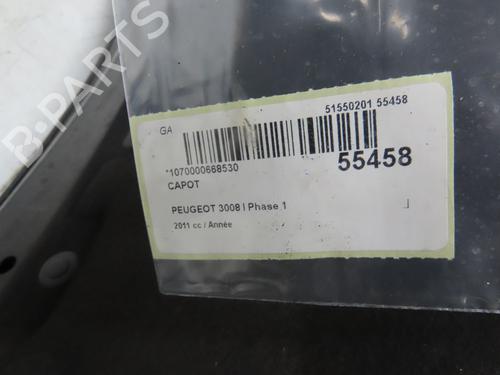 B-PARTS
GA
51550201 55458
*1070000668530
55458
CAPOT
PEUGEOT 3008 I Phase 1
2011 cc / Année